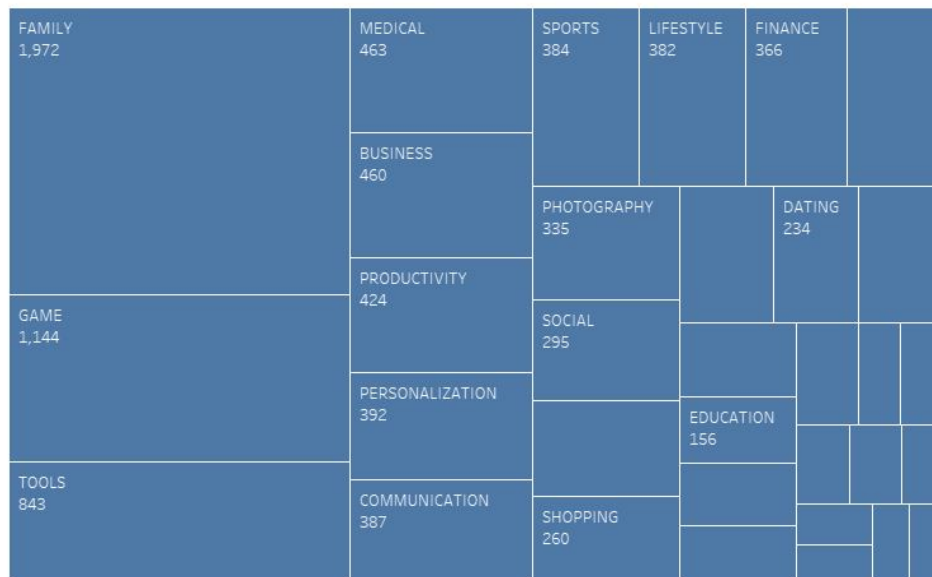 FAMILY
1,972
GAME
1,144
TOOLS
843
MEDICAL
463
BUSINESS
460
PRODUCTIVITY
424
PERSONALIZATION
392
COMMUNICATION
387
SPORTS
384
LIFESTYLE
382
FINANCE
366
PHOTOGRAPHY
335
SOCIAL
295
SHOPPING
260
DATING
234
EDUCATION
156